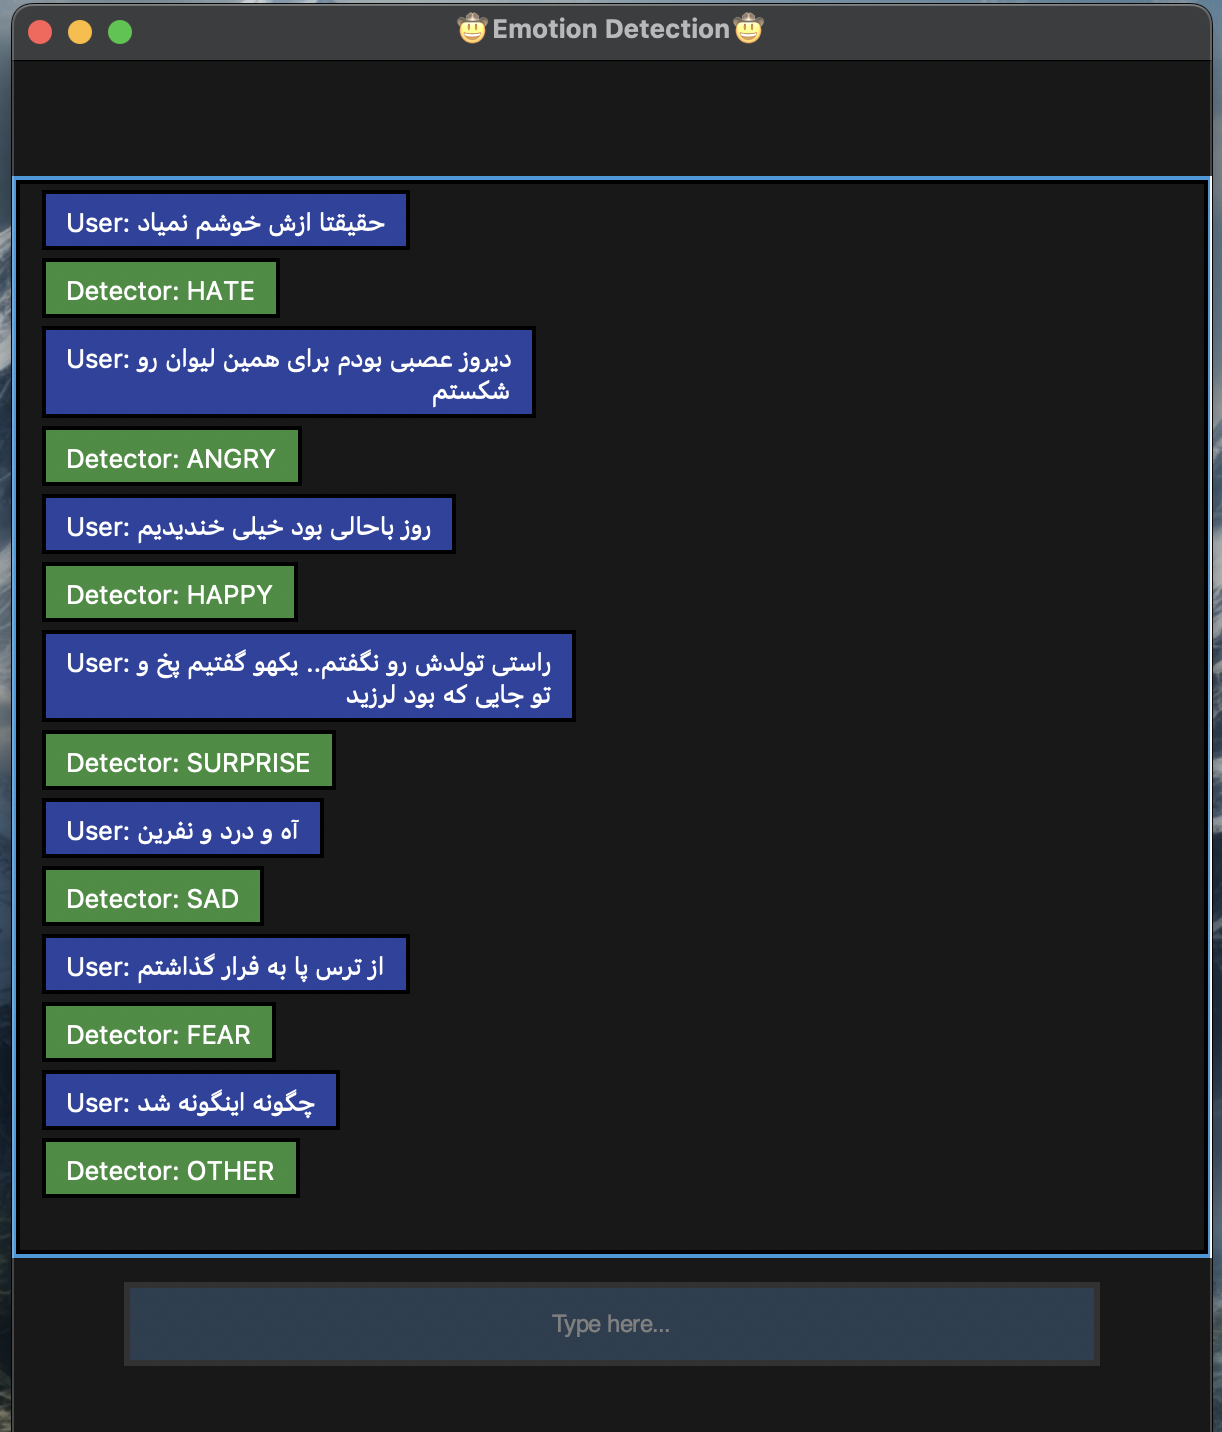 🤠Emotion Detection🤠
User: حقیقتا ازش خوشم نمیاد
Detector: HATE
User: دیروز عصبی بودم برای همین لیوان رو
شکستم
Detector: ANGRY
User: روز باحالی بود خیلی خندیدیم
Detector: HAPPY
User: راستی تولدش رو نگفتم.. یکهو گفتیم پخ و
تو جایی که بود لرزید
Detector: SURPRISE
User: آه و درد و نفرین
Detector: SAD
User: از ترس پا به فرار گذاشتم
Detector: FEAR
User: چگونه اینگونه شد
Detector: OTHER
Type here...